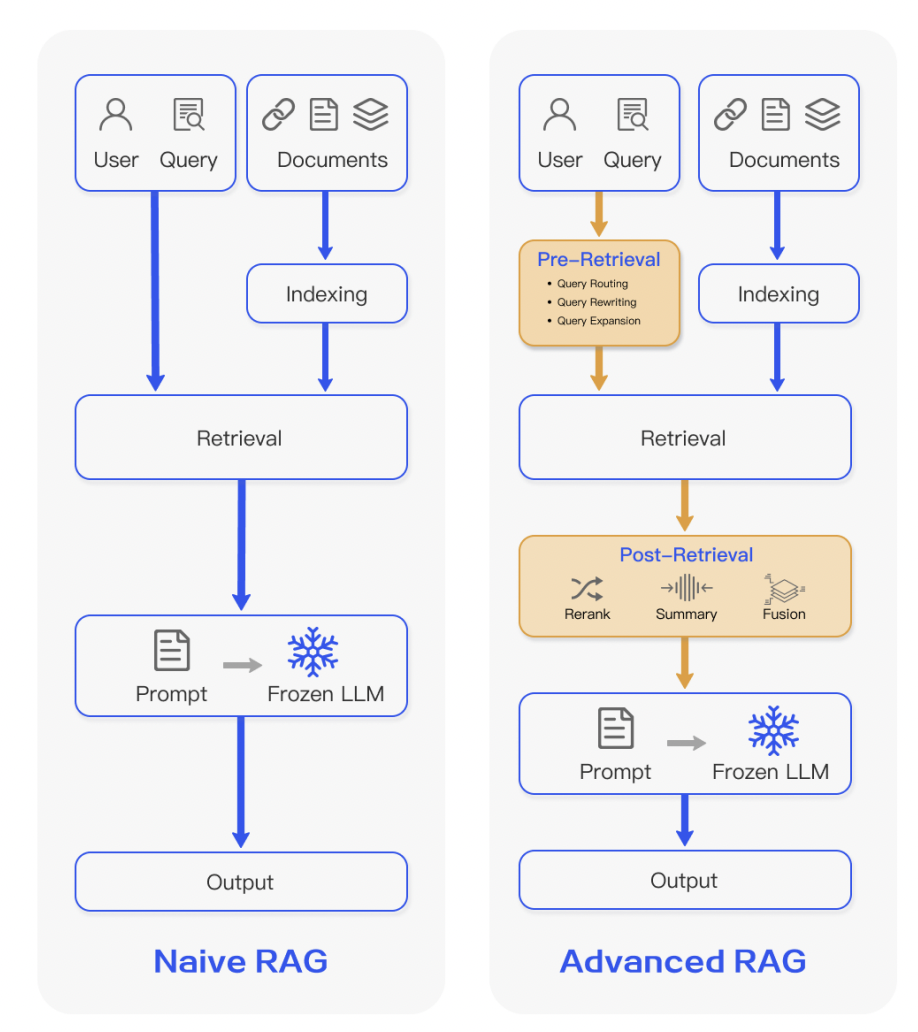 User Query
Documents
Indexing
Retrieval
Prompt
Frozen LLM
Output
Naive RAG
User Query
Documents
Pre-Retrieval
• Query Routing
• Query Rewriting
• Query Expansion
Indexing
Retrieval
Post-Retrieval
Rerank
Summary
Fusion
Prompt
Frozen LLM
Output
Advanced RAG